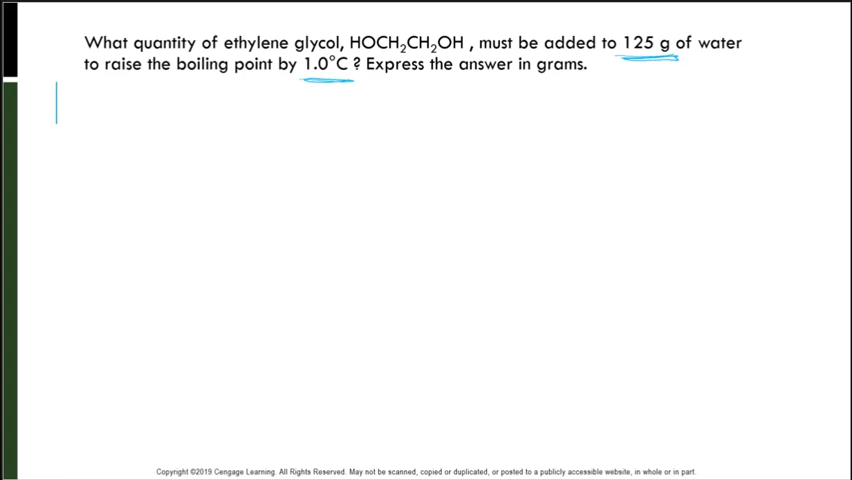 What quantity of ethylene glycol, HOCH₂CH₂OH , must be added to 125 g of water
to raise the boiling point by 1.0°C ? Express the answer in grams.
Copyright ©2019 Cengage Learning. All Rights Reserved. May not be scanned, copied or duplicated, or posted to a publicly accessible website, in whole or in part.